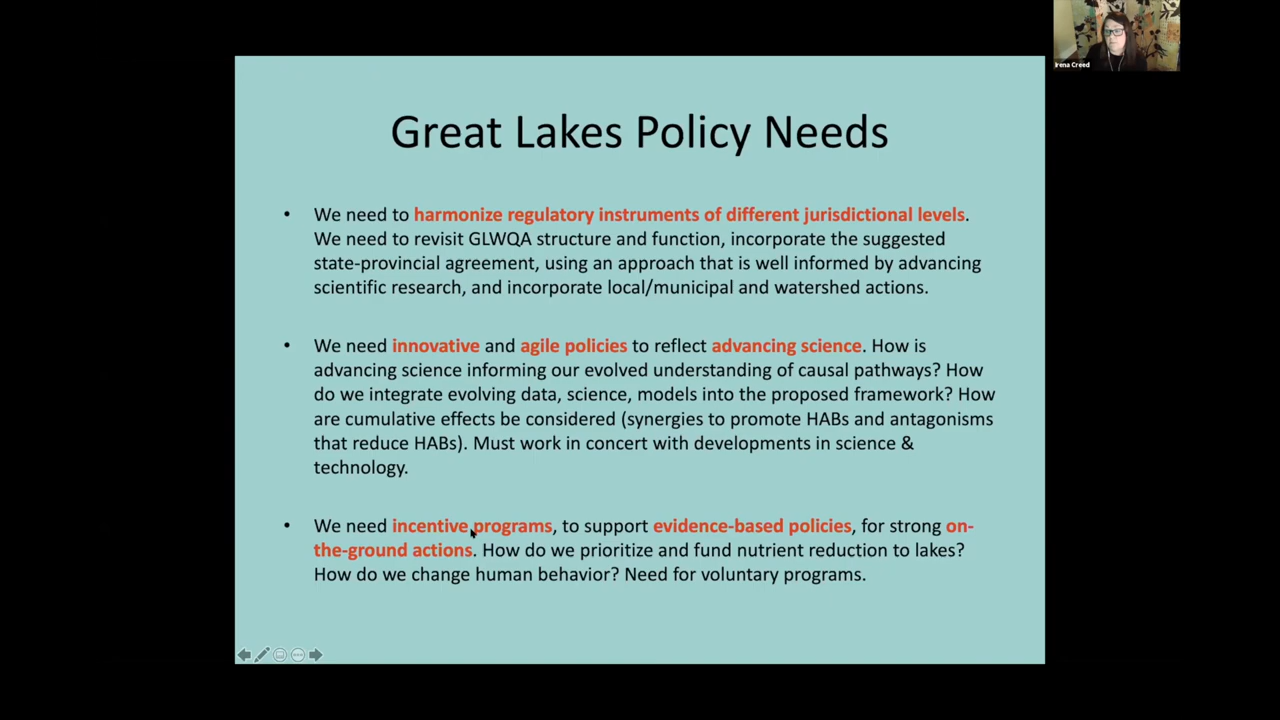 Irena Creed
Great Lakes Policy Needs
• We need to harmonize regulatory instruments of different jurisdictional levels.
We need to revisit GLWQA structure and function, incorporate the suggested
state-provincial agreement, using an approach that is well informed by advancing
scientific research, and incorporate local/municipal and watershed actions.
• We need innovative and agile policies to reflect advancing science. How is
advancing science informing our evolved understanding of causal pathways? How
do we integrate evolving data, science, models into the proposed framework? How
are cumulative effects be considered (synergies to promote HABs and antagonisms
that reduce HABs). Must work in concert with developments in science &
technology.
• We need incentive programs, to support evidence-based policies, for strong on-
the-ground actions. How do we prioritize and fund nutrient reduction to lakes?
How do we change human behavior? Need for voluntary programs.